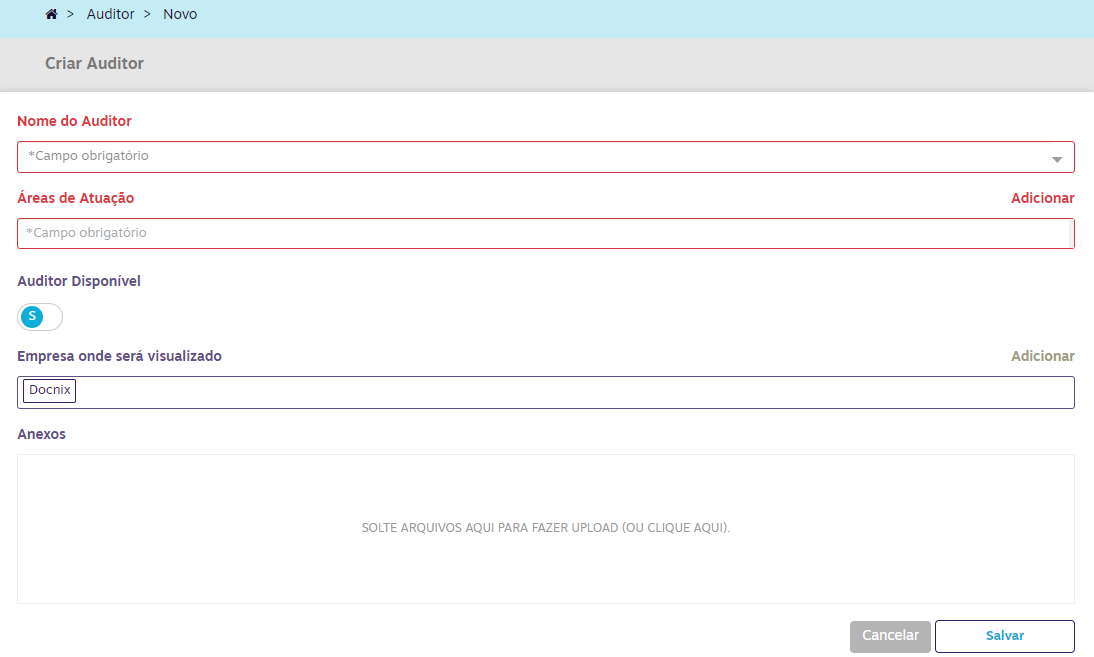 > Auditor > Novo
Criar Auditor
Nome do Auditor
*Campo obrigatório
Áreas de Atuação Adicionar
*Campo obrigatório
Auditor Disponível
S
Empresa onde será visualizado Adicionar
Docnix
Anexos
SOLTE ARQUIVOS AQUI PARA FAZER UPLOAD (OU CLIQUE AQUI).
Cancelar Salvar